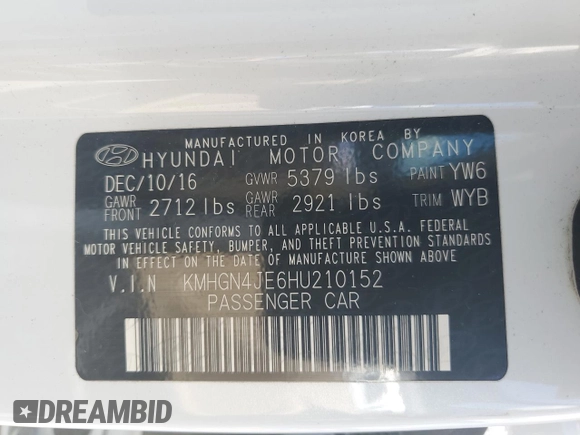 MANUFACTURED IN KOREA BY
HYUNDAI MOTOR COMPANY
DEC/10/16 GVWR 5379 lbs PAINT YW6
GAWR FRONT 2712 lbs GAWR REAR 2921 lbs TRIM WYB
THIS VEHICLE CONFORMS TO ALL APPLICABLE U.S.A. FEDERAL
MOTOR VEHICLE SAFETY, BUMPER, AND THEFT PREVENTION
STANDARDS IN EFFECT ON THE DATE OF MANUFACTURE SHOWN ABOVE
V.I.N KMHGN4JE6HU210152
PASSENGER CAR
DREAMBID